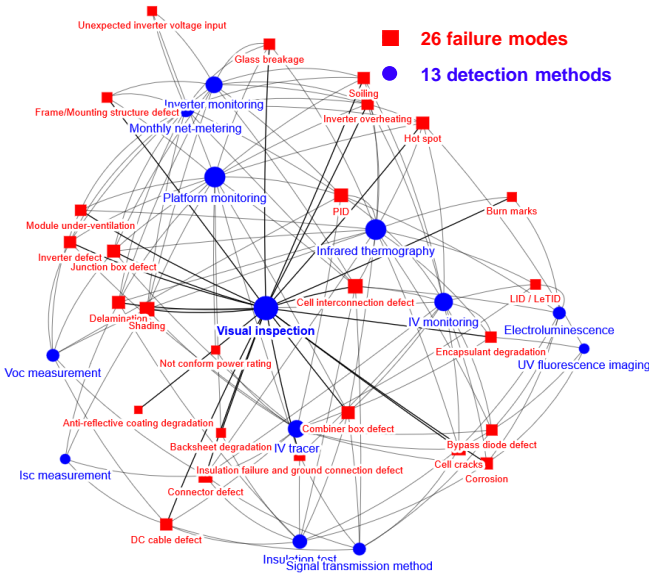 Unexpected inverter voltage input
26 failure modes
Glass breakage
13 detection methods
Soiling
Inverter monitoring
Frame/Mounting structure defect
Inverter overheating
Monthly net-metering
Hot spot
Platform monitoring
PID
Burn marks
Module under-ventilation
Infrared thermography
Inverter defect
Junction box defect
Cell interconnection defect
LID / LeTID
Delamination
Shading
Visual inspection
IV monitoring
Electroluminescence
Encapsulant degradation
Not conform power rating
UV fluorescence imaging
Voc measurement
Anti-reflective coating degradation
Combiner box defect
Backsheet degradation
IV tracer
Bypass diode defect
Cell cracks
Insulation failure and ground connection defect
Isc measurement
Corrosion
Connector defect
DC cable defect
Insulation test
Signal transmission method